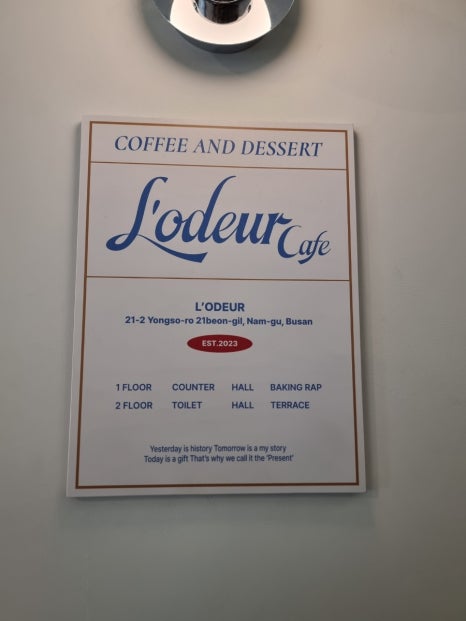 COFFEE AND DESSERT
L'odeur Cafe
L'ODEUR
21-2 Yongso-ro 21beon-gil, Nam-gu, Busan
EST.2023
1 FLOOR COUNTER HALL BAKING RAP
2 FLOOR TOILET HALL TERRACE
Yesterday is history Tomorrow is a my story
Today is a gift That's why we call it the 'Present'